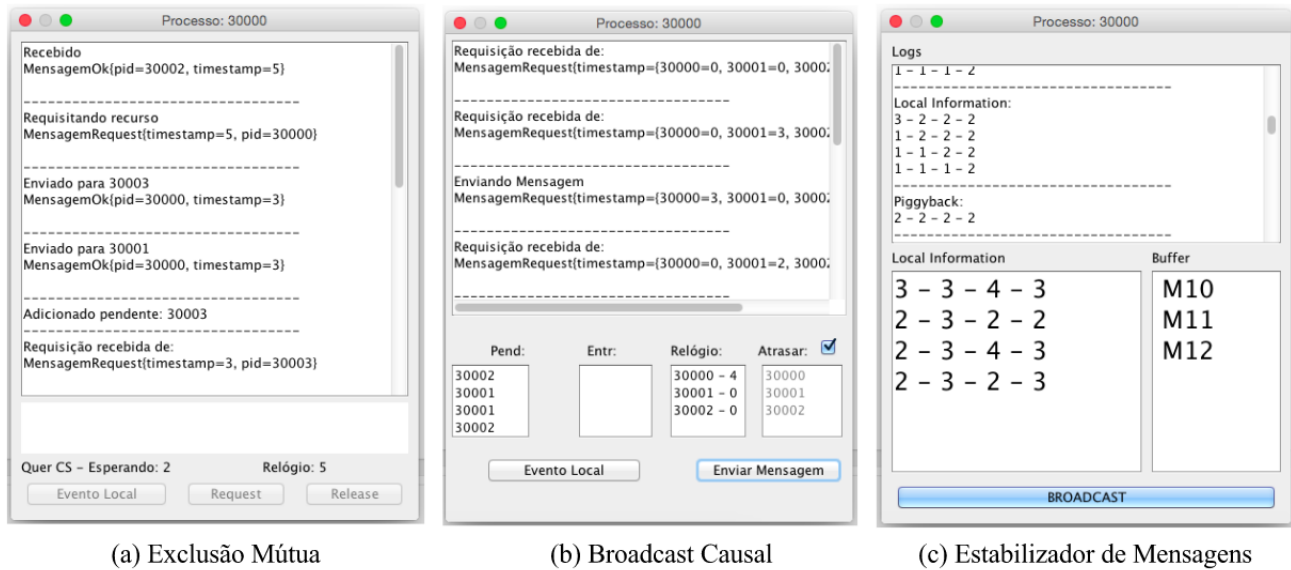 Processo: 30000
Recebido
MensagemOk{pid=30002, timestamp=5}
------------------------------------
Requisitando recurso
MensagemRequest{timestamp=5, pid=30000}
------------------------------------
Enviado para 30003
MensagemOk{pid=30000, timestamp=3}
------------------------------------
Enviado para 30001
MensagemOk{pid=30000, timestamp=3}
------------------------------------
Adicionado pendente: 30003
------------------------------------
Requisição recebida de:
MensagemRequest{timestamp=3, pid=30003}
Quer CS - Esperando: 2 Relógio: 5
Evento Local Request Release
(a) Exclusão Mútua
Processo: 30000
Requisição recebida de:
MensagemRequest{timestamp={30000=0, 30001=0, 30002
------------------------------------
Requisição recebida de:
MensagemRequest{timestamp={30000=0, 30001=3, 30002
------------------------------------
Enviando Mensagem
MensagemRequest{timestamp={30000=3, 30001=0, 30002
------------------------------------
Requisição recebida de:
MensagemRequest{timestamp={30000=0, 30001=2, 30002
------------------------------------
Pend: Entr: Relógio: Atrasar:
30002 30000 - 4 30000
30001 30001 - 0 30001
30001 30002 - 0 30002
30002
Evento Local Enviar Mensagem
(b) Broadcast Causal
Processo: 30000
Logs
1 - 1 - 1 - 2
------------------------------------
Local Information:
3 - 2 - 2 - 2
1 - 2 - 2 - 2
1 - 1 - 2 - 2
1 - 1 - 1 - 2
------------------------------------
Piggyback:
2 - 2 - 2 - 2
------------------------------------
Local Information Buffer
3 - 3 - 4 - 3 M10
2 - 3 - 2 - 2 M11
2 - 3 - 4 - 3 M12
2 - 3 - 2 - 3
BROADCAST
(c) Estabilizador de Mensagens